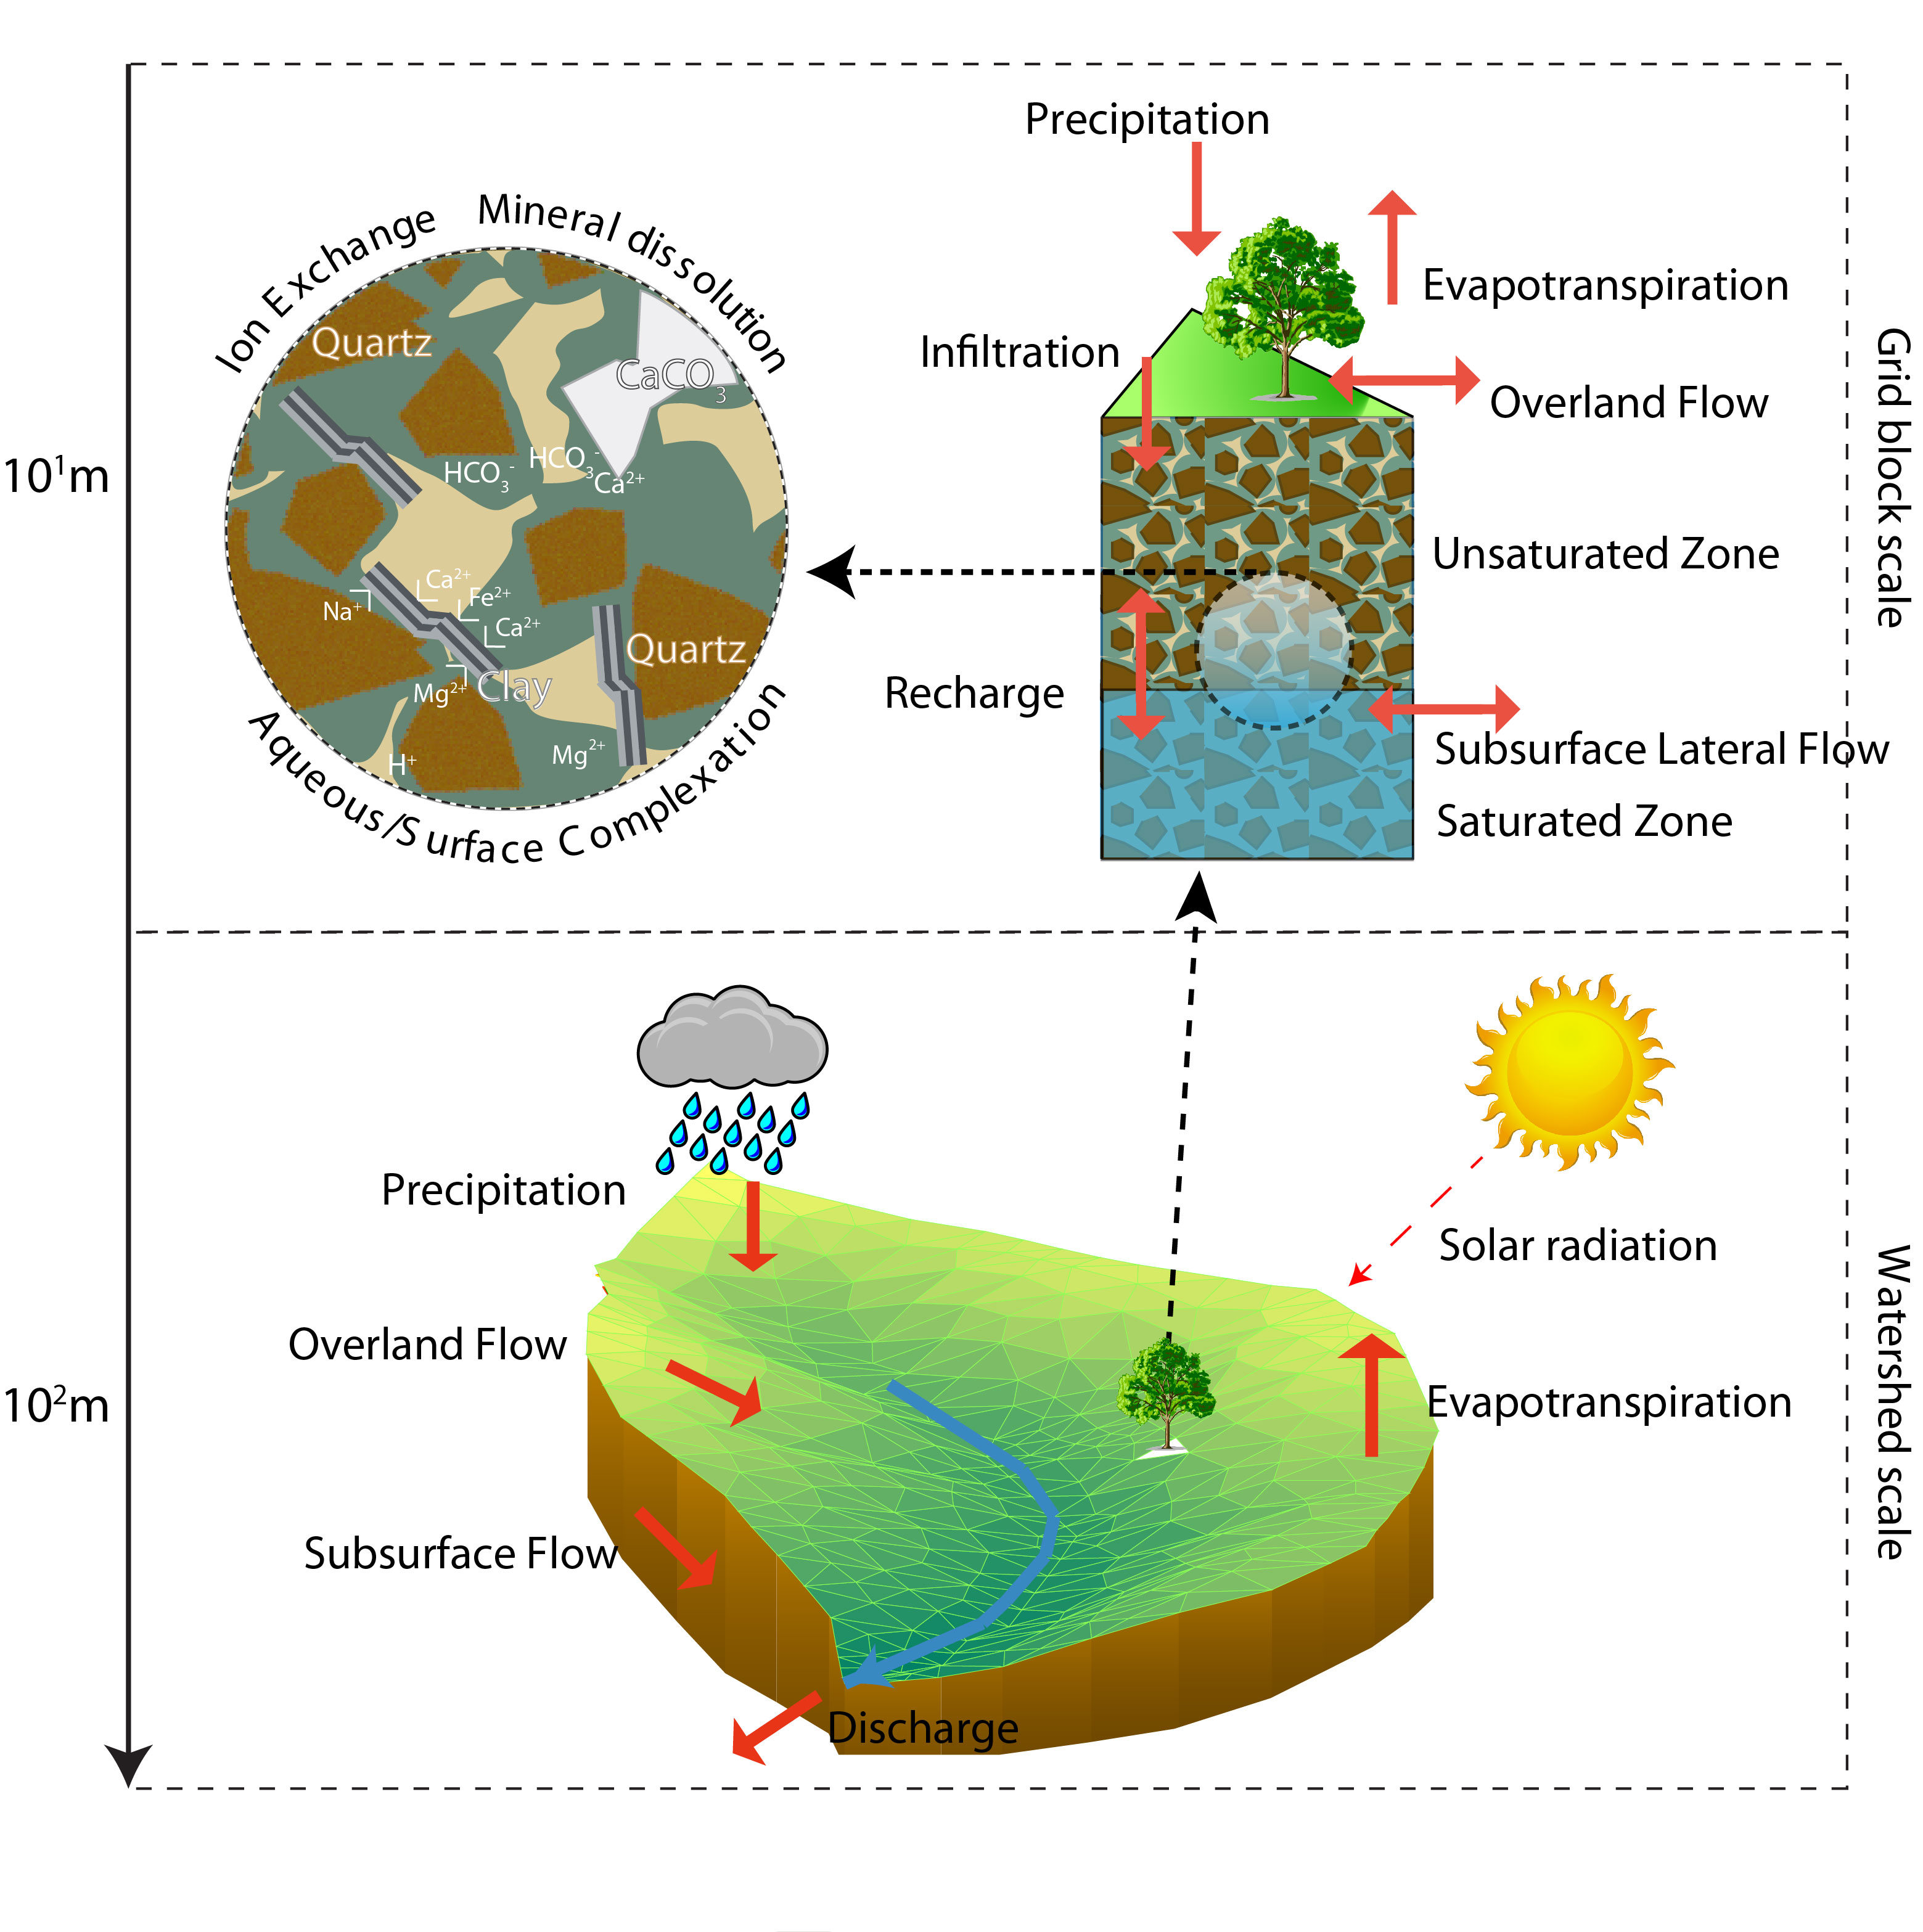 Precipitation
Ion Exchange
Mineral dissolution
Evapotranspiration
Infiltration
Quartz
CaCO3
Overland Flow
Grid block scale
10¹m
HCO3⁻
HCO3⁻
Ca²⁺
Unsaturated Zone
Ca²⁺
Fe²⁺
Na⁺
Ca²⁺
Quartz
Mg²⁺
Clay
Recharge
Subsurface Lateral Flow
Mg²⁺
H⁺
Aqueous/Surface Complexation
Saturated Zone
Precipitation
Solar radiation
Overland Flow
Watershed scale
10²m
Evapotranspiration
Subsurface Flow
Discharge